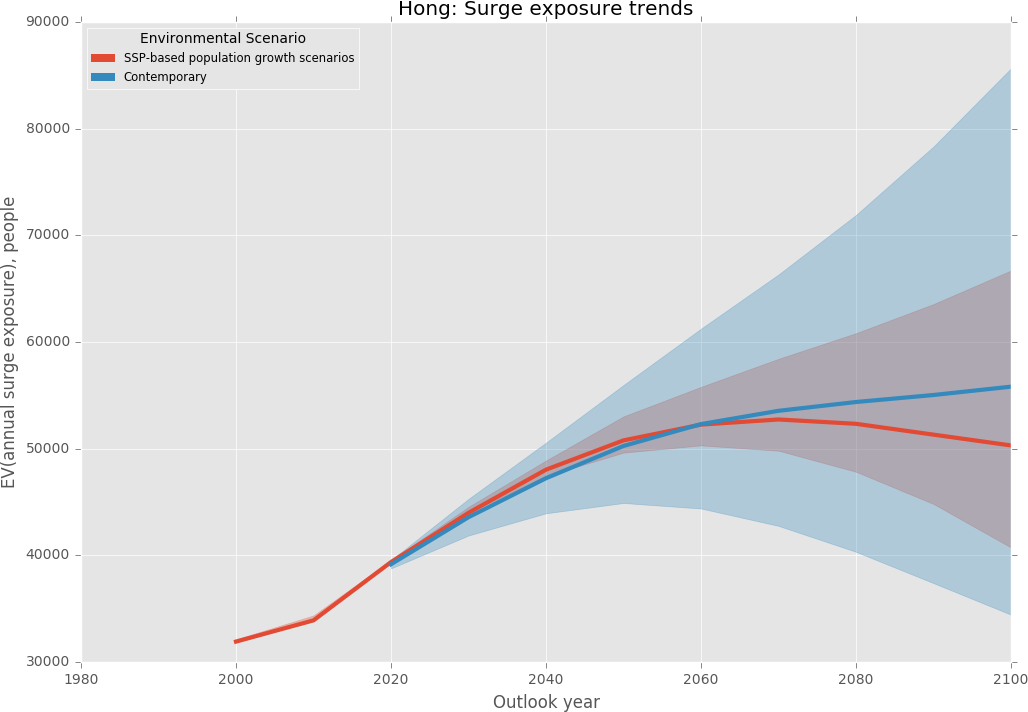 Hong: Surge exposure trends
90000
80000
70000
60000
50000
40000
30000
EV(annual surge exposure), people
Environmental Scenario
SSP-based population growth scenarios
Contemporary
1980 2000 2020 2040 2060 2080 2100
Outlook year